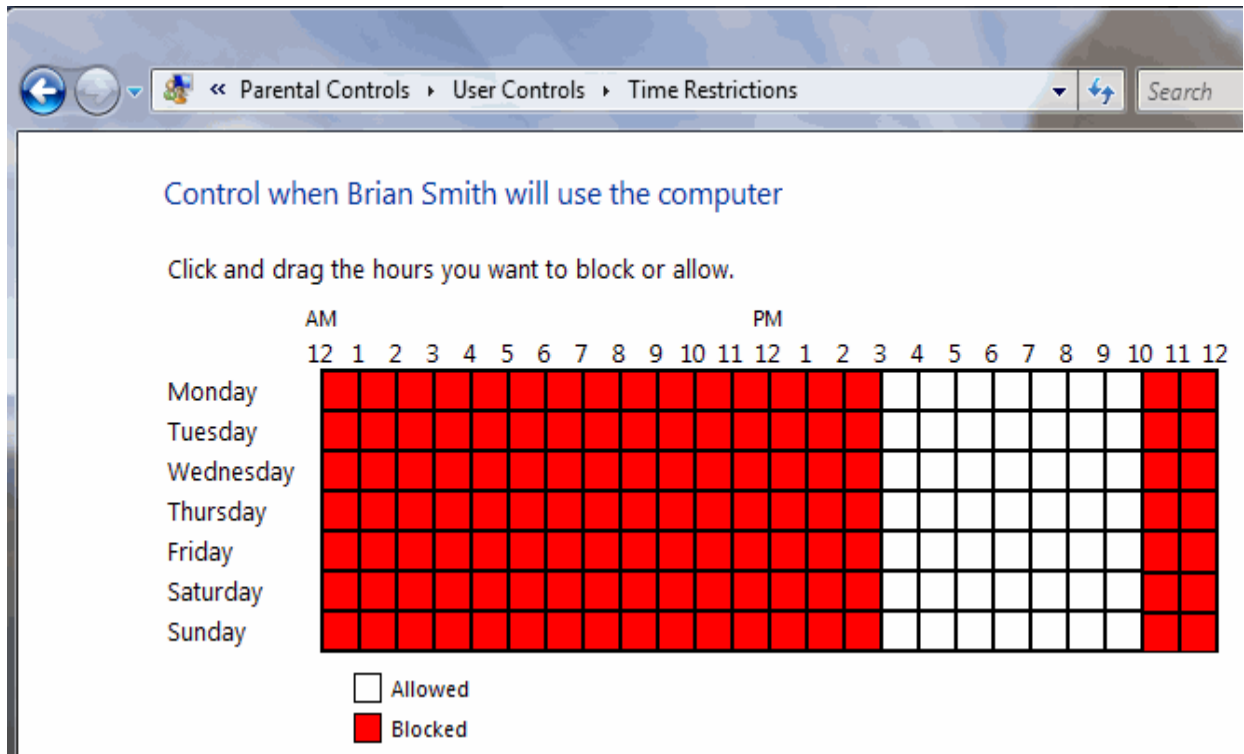 « Parental Controls ▸ User Controls ▸ Time Restrictions
Search
Control when Brian Smith will use the computer
Click and drag the hours you want to block or allow.
AM PM
12 1 2 3 4 5 6 7 8 9 10 11 12 1 2 3 4 5 6 7 8 9 10 11 12
Monday
Tuesday
Wednesday
Thursday
Friday
Saturday
Sunday
Allowed
Blocked